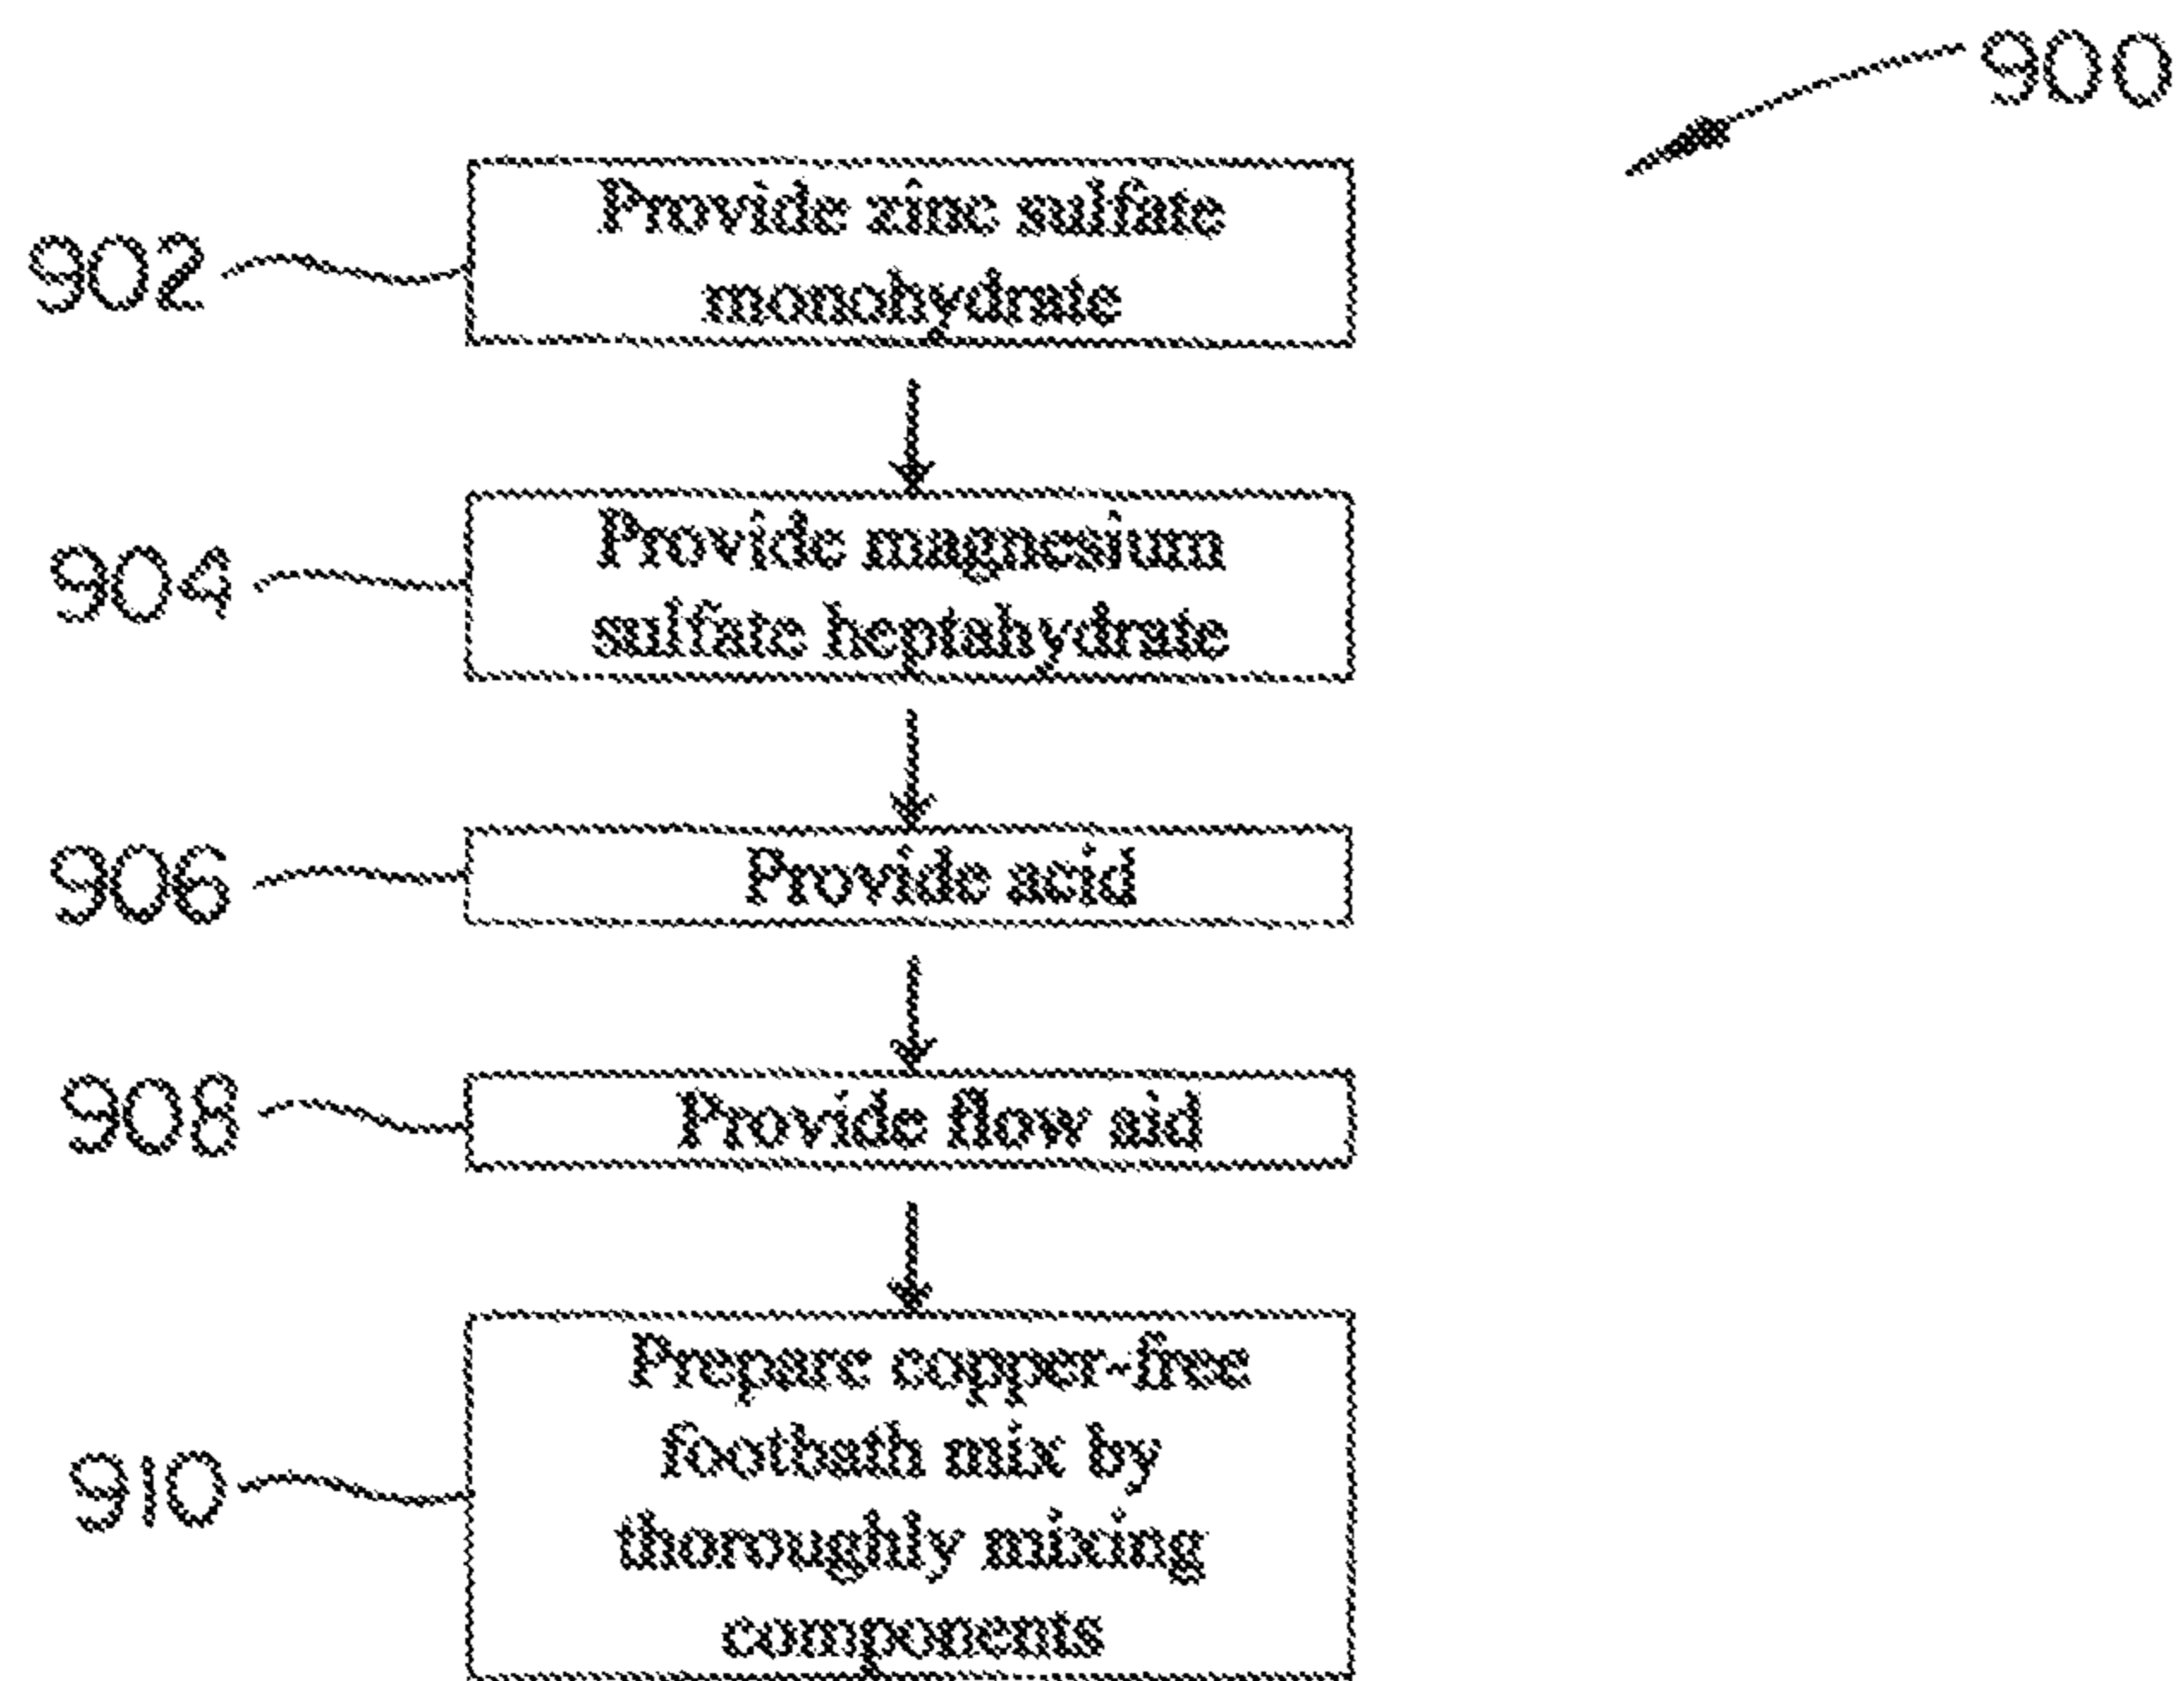 900
902
Provide zinc sulfate
monohydrate
904
Provide magnesium
sulfate heptahydrate
906
Provide acid
908
Provide flow aid
910
Prepare copper-free
footbath mix by
thoroughly mixing
components